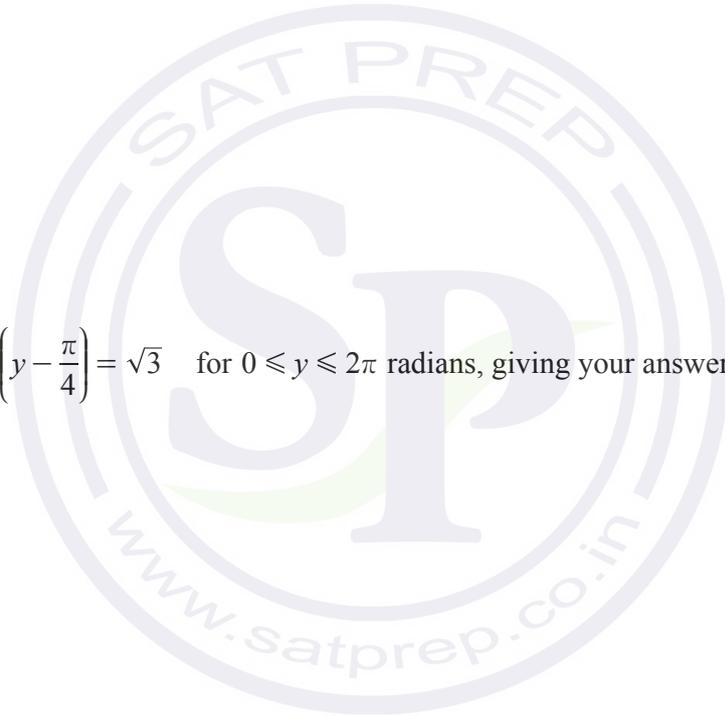 SAT PREP
SP
(y − π/4) = √3 for 0 ⩽ y ⩽ 2π radians, giving your answer
www.satprep.co.in